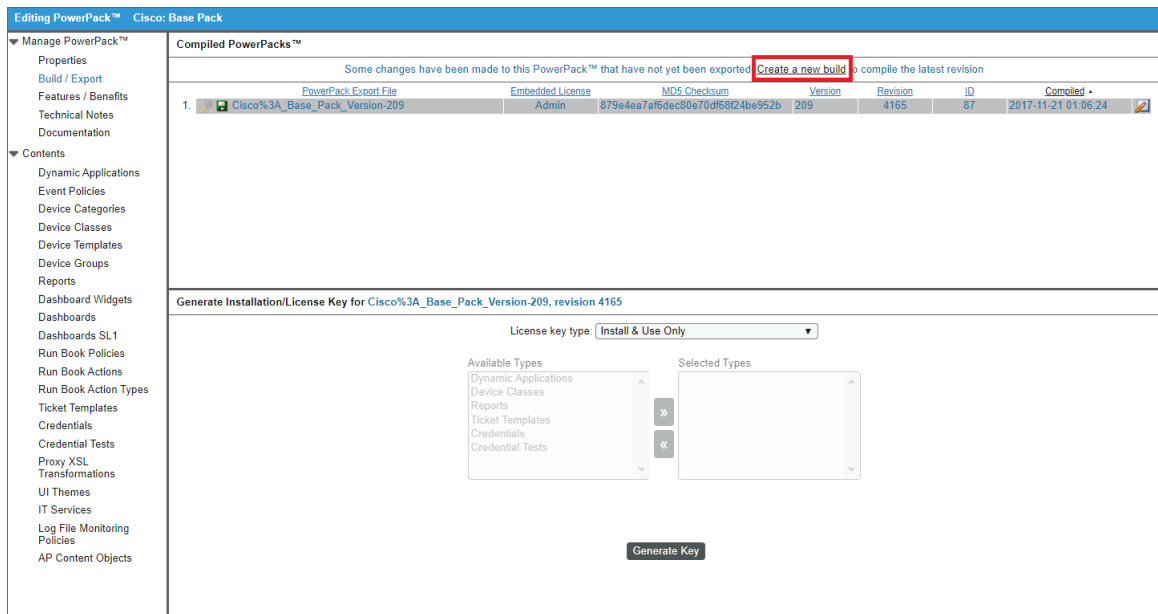 Editing PowerPack™ Cisco: Base Pack
Manage PowerPack™
Properties
Build / Export
Features / Benefits
Technical Notes
Documentation
Contents
Dynamic Applications
Event Policies
Device Categories
Device Classes
Device Templates
Device Groups
Reports
Dashboard Widgets
Dashboards
Dashboards SL1
Run Book Policies
Run Book Actions
Run Book Action Types
Ticket Templates
Credentials
Credential Tests
Proxy XSL
Transformations
UI Themes
IT Services
Log File Monitoring
Policies
AP Content Objects
Compiled PowerPacks™
Some changes have been made to this PowerPack™ that have not yet been exported Create a new build o compile the latest revision
PowerPack Export File Embedded License MD5 Checksum Version Revision ID Compiled
1. Cisco%3A_Base_Pack_Version-209 Admin 879e4ea7af6dec80e70df68f24be952b 209 4165 87 2017-11-21 01:06:24
Generate Installation/License Key for Cisco%3A_Base_Pack_Version-209, revision 4165
License key type: Install & Use Only
Available Types Selected Types
Dynamic Applications
Device Classes
Reports
Ticket Templates
Credentials
Credential Tests
»
«
Generate Key